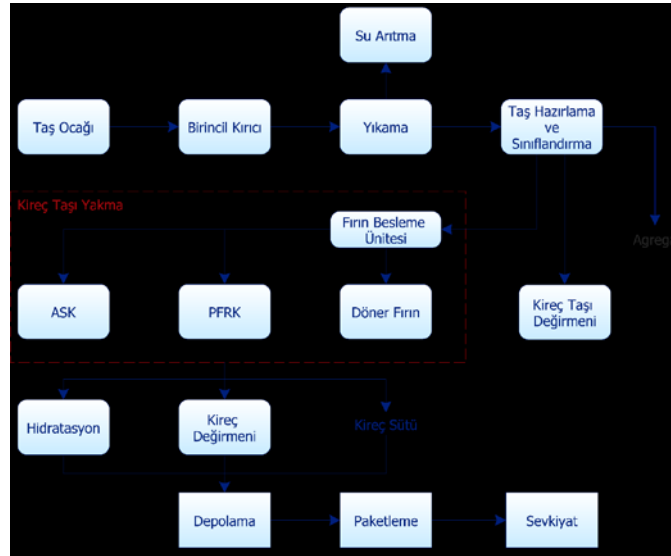 Su Arıtma
Taş Ocağı
Birincil Kırıcı
Yıkama
Taş Hazırlama
ve
Sınıflandırma
Kireç Taşı Yakma
Fırın Besleme
Ünitesi
Agrega
ASK
PFRK
Döner Fırın
Kireç Taşı
Değirmeni
Hidratasyon
Kireç
Değirmeni
Kireç Sütü
Depolama
Paketleme
Sevkiyat